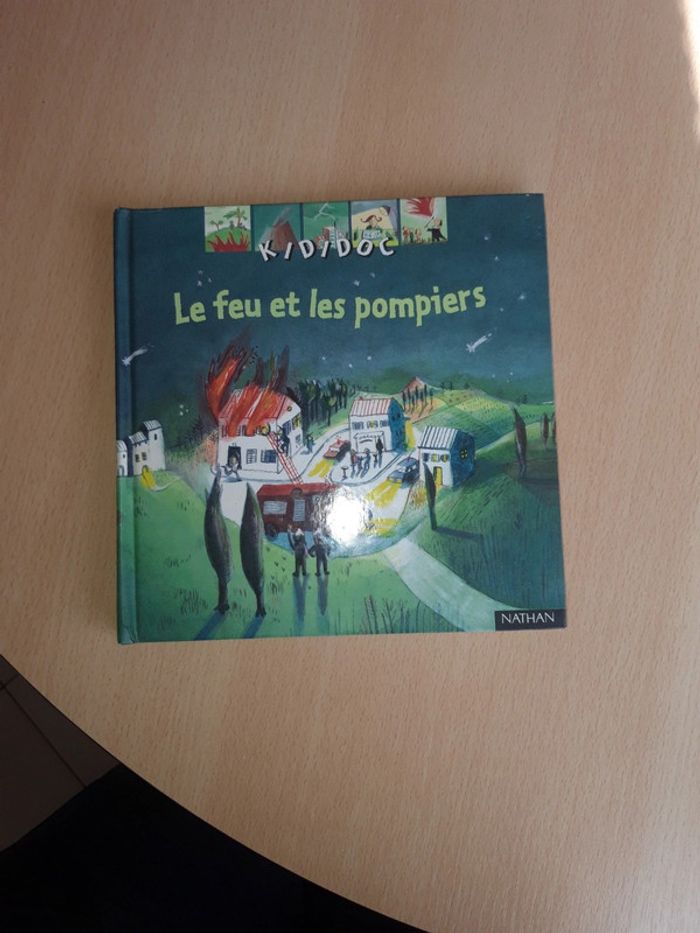 KIDIDOC
Le feu et les pompiers
NATHAN